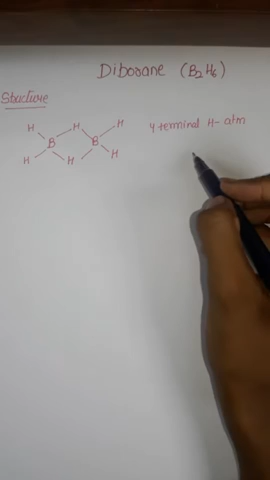 Diborane (B₂H₆)
Structure
H H H 4 terminal H- atm
B B
H H H